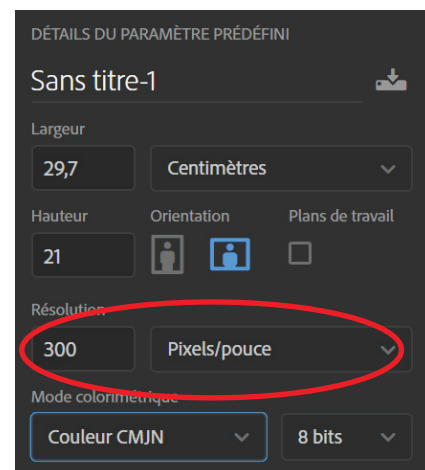 DÉTAILS DU PARAMÈTRE PRÉDÉFINI
Sans titre-1
Largeur
29,7 Centimètres
Hauteur Orientation Plans de travail
21
Résolution
300 Pixels/pouce
Mode colorimétrique
Couleur CMJN 8 bits